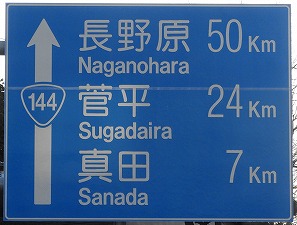 長野原 50 Km
Naganohara
144
菅平 24 Km
Sugadaira
真田 7 Km
Sanada